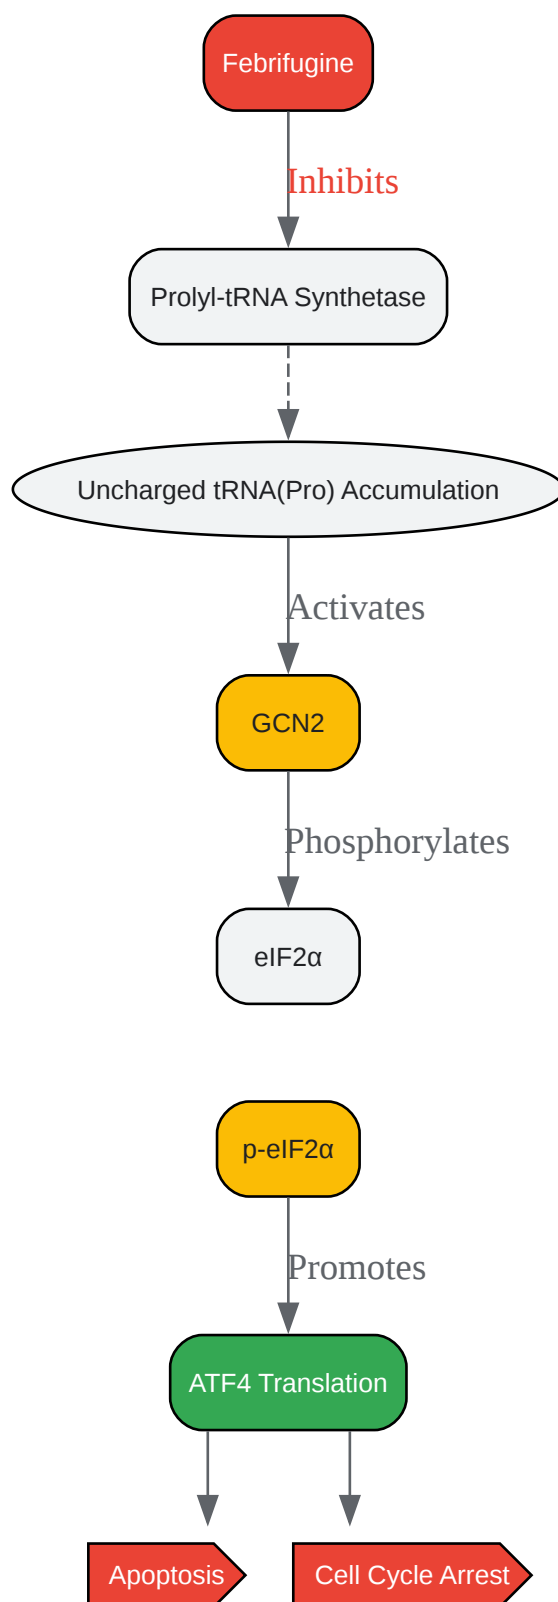 Febrifugine
Inhibits
Prolyl-tRNA Synthetase
Uncharged tRNA(Pro) Accumulation
Activates
GCN2
Phosphorylates
eIF2α
p-eIF2α
Promotes
ATF4 Translation
Apoptosis
Cell Cycle Arrest